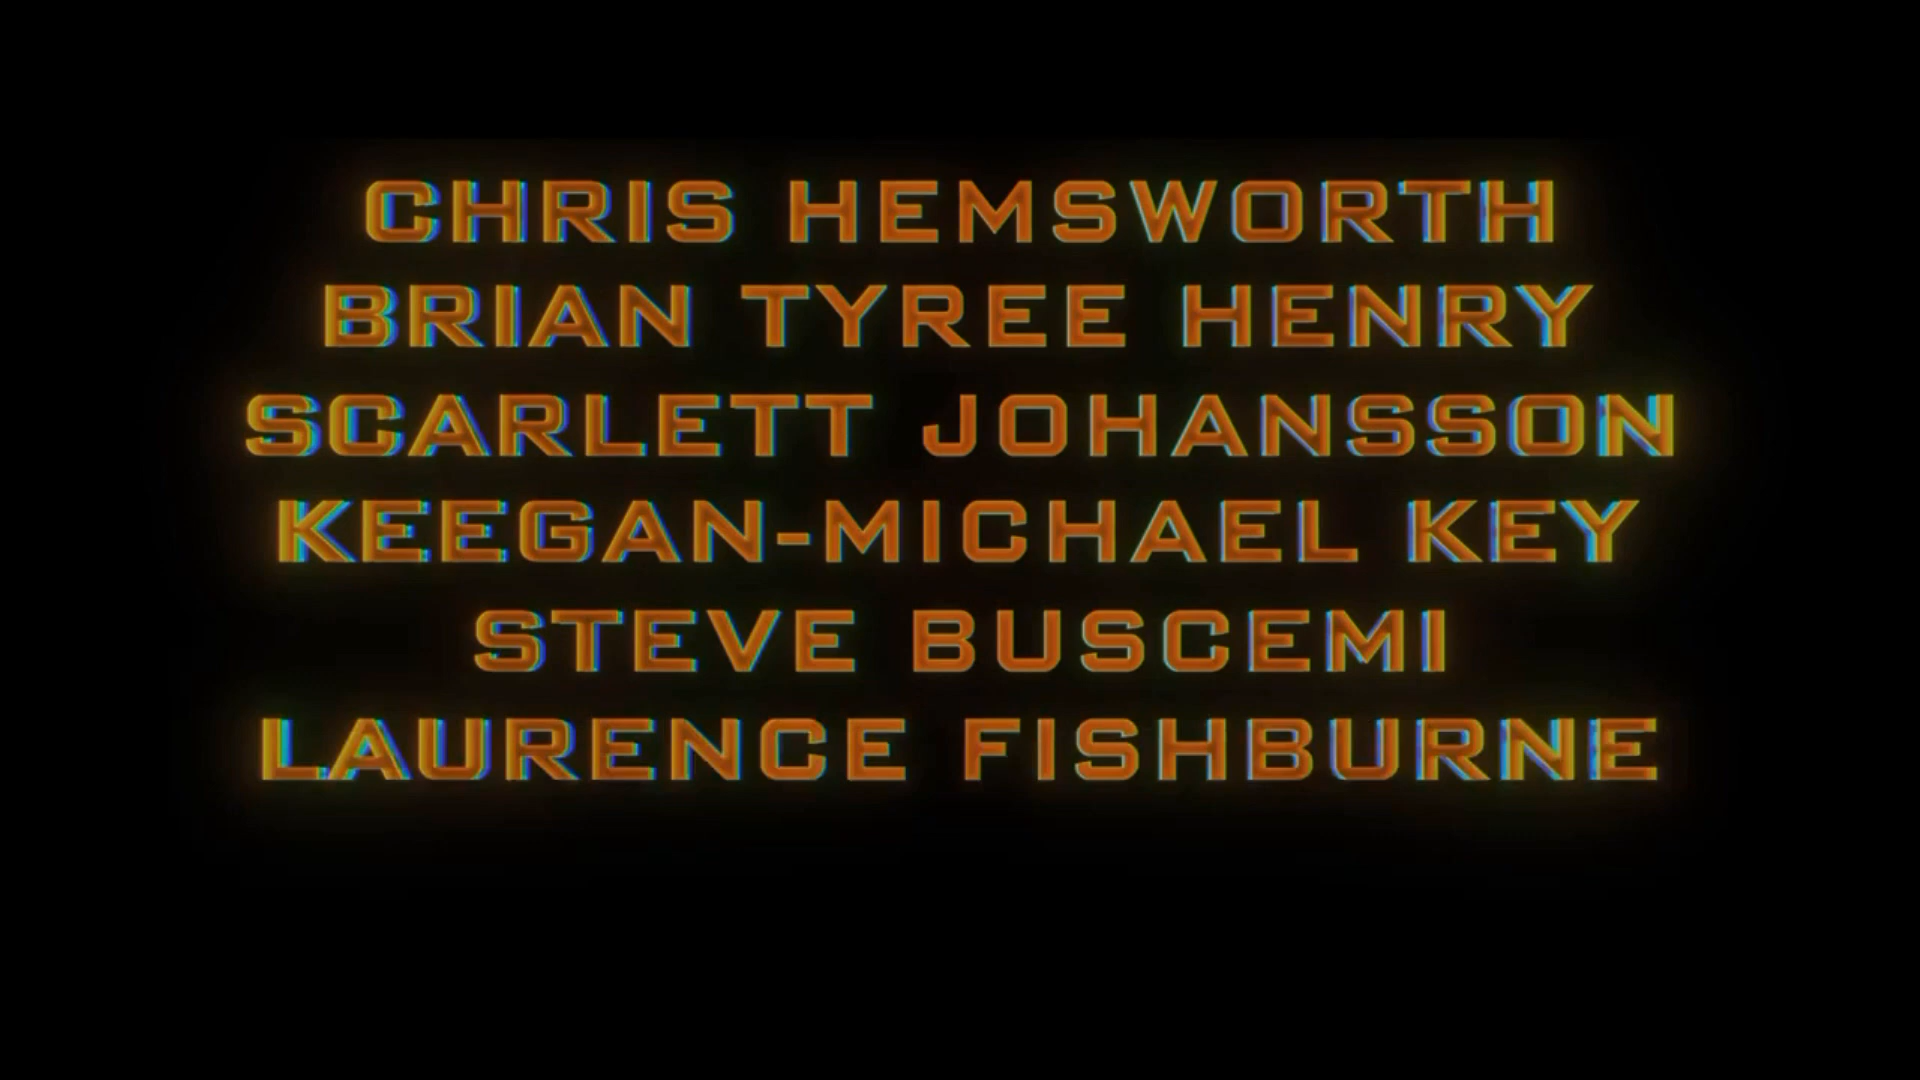 CHRIS HEMSWORTH
BRIAN TYREE HENRY
SCARLETT JOHANSSON
KEEGAN-MICHAEL KEY
STEVE BUSCEMI
LAURENCE FISHBURNE